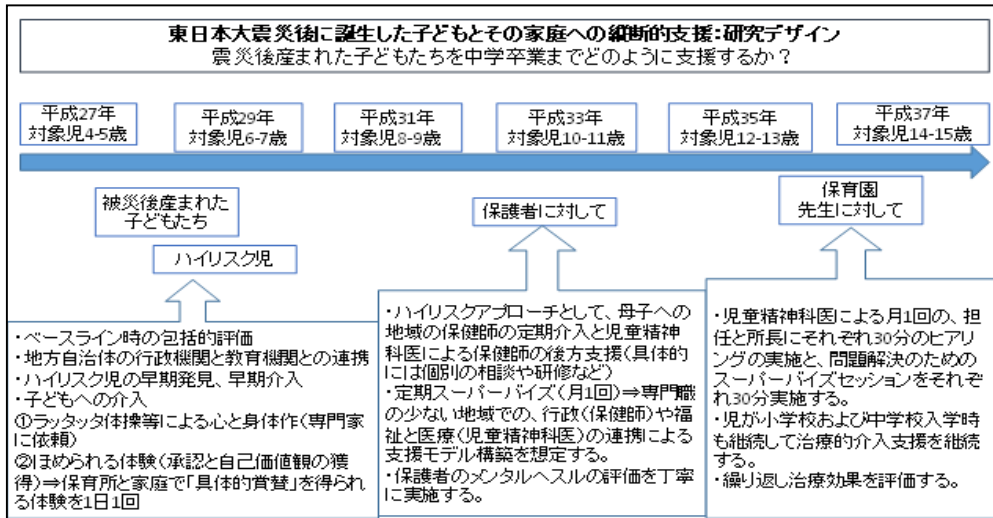 東日本大震災後に誕生した子どもとその家庭への縦断的支援:研究デザイン
震災後産まれた子どもたちを中学卒業までどのように支援するか？
平成27年
対象児4-5歳
平成29年
対象児6-7歳
平成31年
対象児8-9歳
平成33年
対象児10-11歳
平成35年
対象児12-13歳
平成37年
対象児14-15歳
被災後産まれた
子どもたち
ハイリスク児
・ベースライン時の包括的評価
・地方自治体の行政機関と教育機関との連携
・ハイリスク児の早期発見、早期介入
・子どもへの介入
①ラッタッタ体操等による心と身体作(専門家
に依頼)
②ほめられる体験(承認と自己価値観の獲
得)⇒保育所と家庭で「具体的賞賛」を得られ
る体験を1日1回
保護者に対して
・ハイリスクアプローチとして、母子への
地域の保健師の定期介入と児童精神
科医による保健師の後方支援(具体的
には個別の相談や研修など)
・定期スーパーバイズ(月1回)⇒専門職
の少ない地域での、行政(保健師)や福
祉と医療(児童精神科医)の連携による
支援モデル構築を想定する。
・保護者のメンタルヘスルの評価を丁寧
に実施する。
保育園
先生に対して
・児童精神科医による月1回の、担
任と所長にそれぞれ30分のヒアリ
ングの実施と、問題解決のための
スーパーバイズセッションをそれぞ
れ30分実施する。
・児が小学校および中学校入学時
も継続して治療的介入支援を継続
する。
・繰り返し治療効果を評価する。